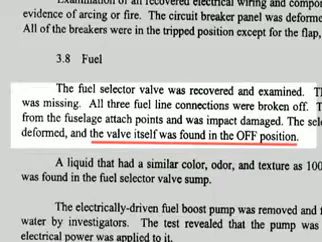 Examination of all recovered electrical wiring and compo
evidence of arcing or fire. The circuit breaker panel was deforme
All of the breakers were in the tripped position except for the flap,
3.8 Fuel
The fuel selector valve was recovered and examined. T
was missing. All three fuel line connections were broken off. T
from the fuselage attach points and was impact damaged. The sele
deformed, and the valve itself was found in the OFF position.
A liquid that had a similar color, odor, and texture as 100
was found in the fuel selector valve sump.
The electrically-driven fuel boost pump was removed and
water by investigators. The test revealed that the pump was
electrical power was applied to it.